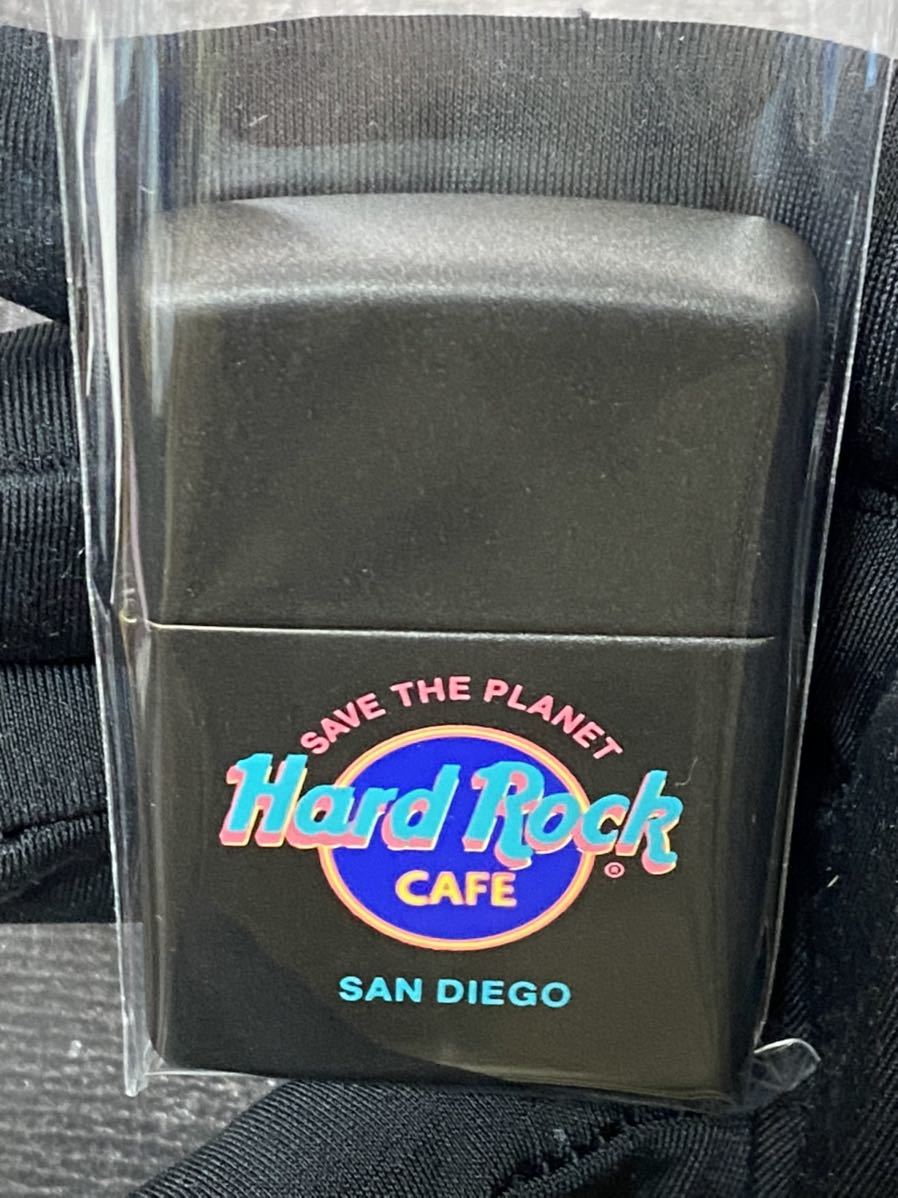 SAVE THE PLANET
Hard Rock
®
CAFE
SAN DIEGO